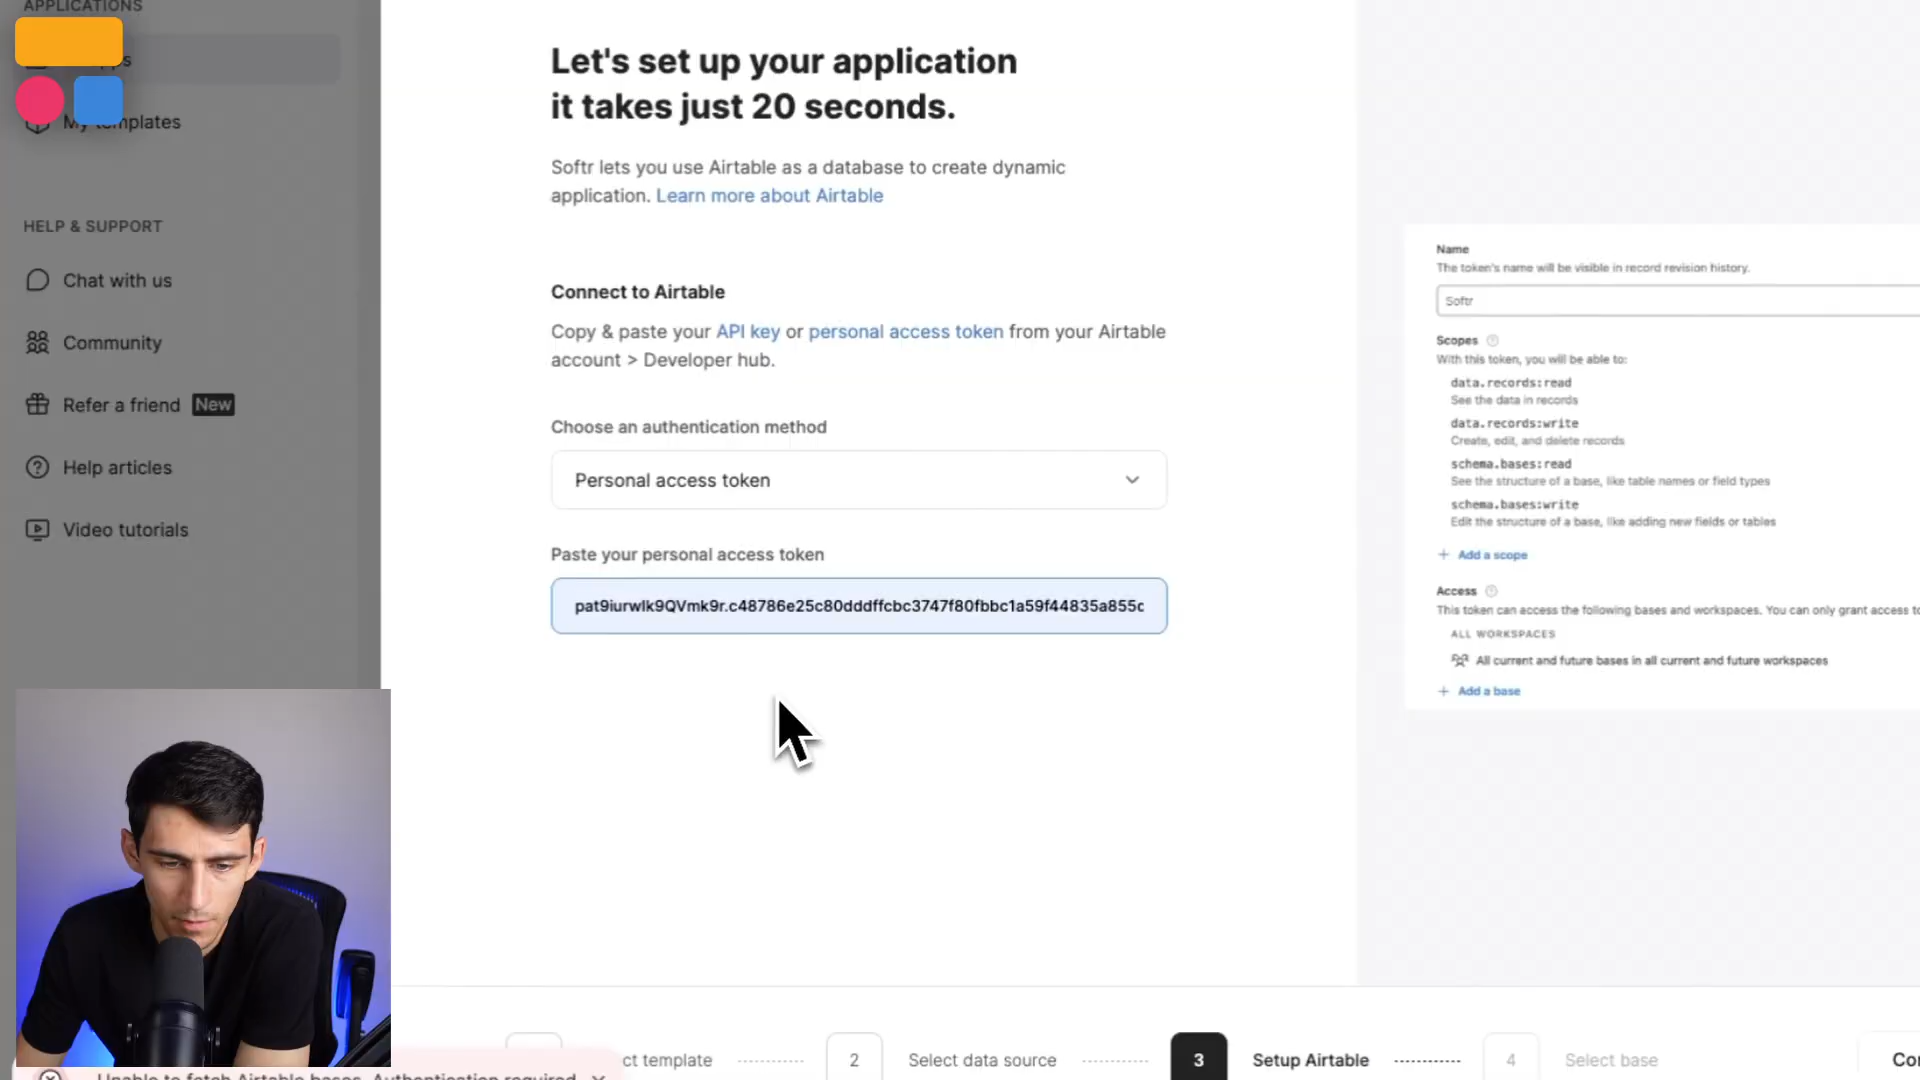 APPLICATIONS
My templates
HELP & SUPPORT
Chat with us
Community
Refer a friend New
Help articles
Video tutorials
Let's set up your application
it takes just 20 seconds.
Softr lets you use Airtable as a database to create dynamic
application. Learn more about Airtable
Connect to Airtable
Copy & paste your API key or personal access token from your Airtable
account > Developer hub.
Choose an authentication method
Personal access token
Paste your personal access token
pat9iurwIk9QVmk9r.c48786e25c80dddffcbc3747f80fbbc1a59f44835a855c
Name
The token's name will be visible in record revision history.
Softr
Scopes
With this token, you will be able to:
data.records:read
See the data in records
data.records:write
Create, edit, and delete records
schema.bases:read
See the structure of a base, like table names or field types
schema.bases:write
Edit the structure of a base, like adding new fields or tables
+ Add a scope
Access
This token can access the following bases and workspaces. You can only grant access to
ALL WORKSPACES
All current and future bases in all current and future workspaces
+ Add a base
ct template
2 Select data source
3 Setup Airtable
4 Select base
Unable to fetch Airtable bases. Authentication required